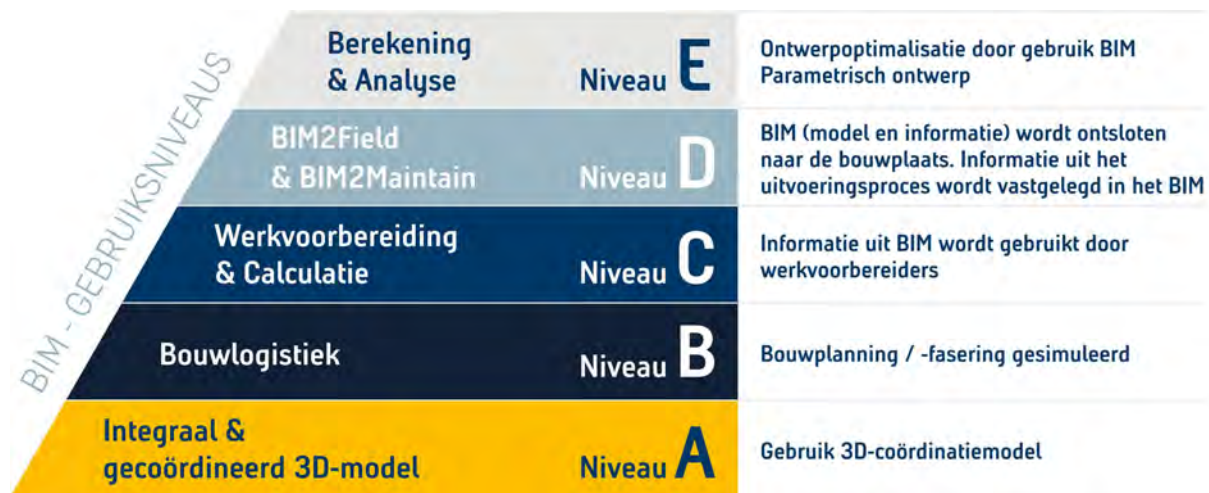 BIM - GEBRUIKSNIVEAUS
Berekening
& Analyse
Niveau E
Ontwerpoptimalisatie door gebruik BIM
Parametrisch ontwerp
BIM2Field
& BIM2Maintain
Niveau D
BIM (model en informatie) wordt ontsloten
naar de bouwplaats. Informatie uit het
uitvoeringsproces wordt vastgelegd in het BIM
Werkvoorbereiding
& Calculatie
Niveau C
Informatie uit BIM wordt gebruikt door
werkvoorbereiders
Bouwlogistiek
Niveau B
Bouwplanning / -fasering gesimuleerd
Integraal &
gecoördineerd 3D-model
Niveau A
Gebruik 3D-coördinatiemodel